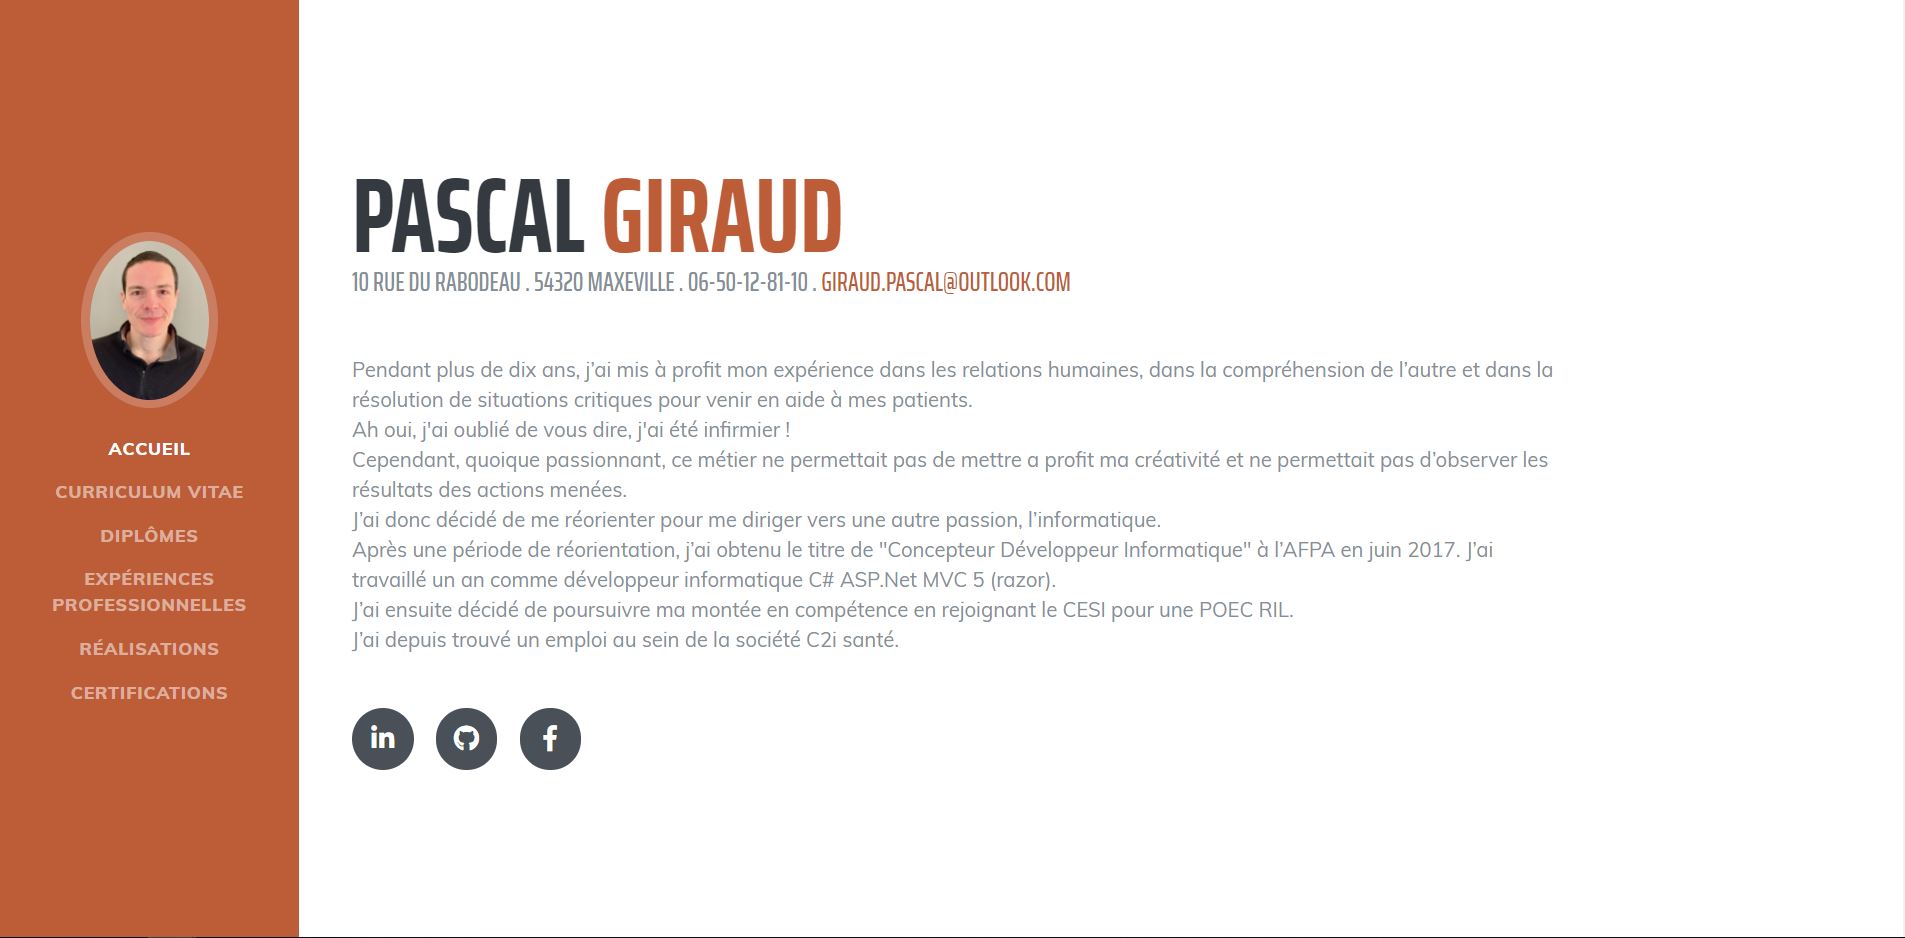 ACCUEIL
CURRICULUM VITAE
DIPLÔMES
EXPÉRIENCES
PROFESSIONNELLES
RÉALISATIONS
CERTIFICATIONS
PASCAL GIRAUD
10 RUE DU RABODEAU . 54320 MAXEVILLE . 06-50-12-81-10 . GIRAUD.PASCAL@OUTLOOK.COM
Pendant plus de dix ans, j’ai mis à profit mon expérience dans les relations humaines, dans la compréhension de l’autre et dans la
résolution de situations critiques pour venir en aide à mes patients.
Ah oui, j'ai oublié de vous dire, j'ai été infirmier !
Cependant, quoique passionnant, ce métier ne permettait pas de mettre a profit ma créativité et ne permettait pas d’observer les
résultats des actions menées.
J’ai donc décidé de me réorienter pour me diriger vers une autre passion, l’informatique.
Après une période de réorientation, j’ai obtenu le titre de "Concepteur Développeur Informatique" à l’AFPA en juin 2017. J’ai
travaillé un an comme développeur informatique C# ASP.Net MVC 5 (razor).
J’ai ensuite décidé de poursuivre ma montée en compétence en rejoignant le CESI pour une POEC RIL.
J’ai depuis trouvé un emploi au sein de la société C2i santé.
in
f